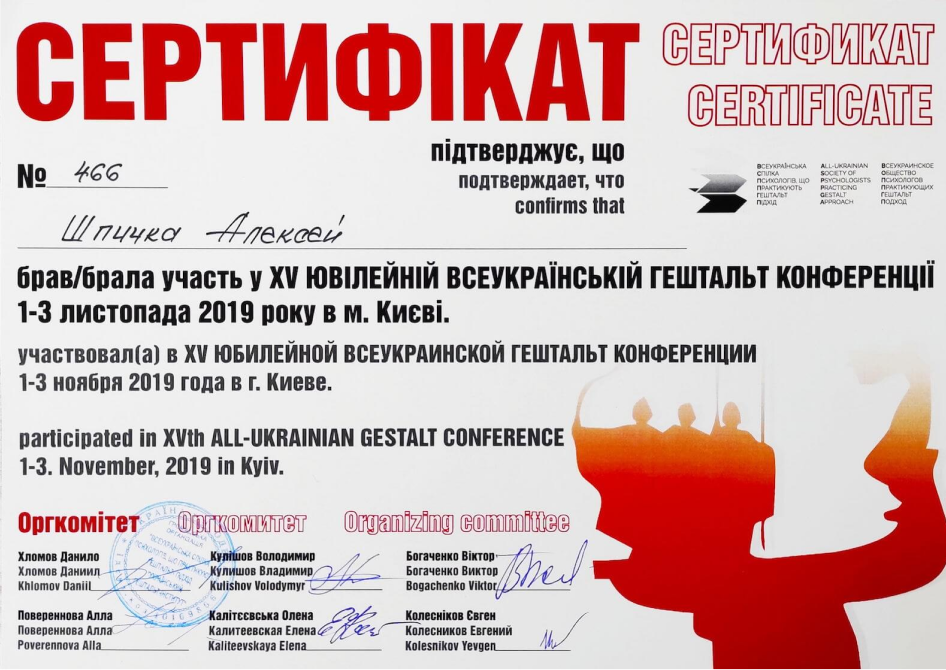 СЕРТИФІКАТ
СЕРТИФИКАТ
CERTIFICATE
підтверджує, що
подтверждает, что
confirms that
№ 466
ВСЕУКРАЇНСЬКА
СПІЛКА
ПСИХОЛОГІВ, ЩО
ПРАКТИКУЮТЬ
ГЕШТАЛЬТ
ПІДХІД
ALL-UKRAINIAN
SOCIETY OF
PSYCHOLOGISTS
PRACTICING
GESTALT
APPROACH
ВСЕУКРАИНСКОЕ
ОБЩЕСТВО
ПСИХОЛОГОВ
ПРАКТИКУЮЩИХ
ГЕШТАЛЬТ
ПОДХОД
Шпичка Алексей
брав/брала участь у XV ЮВІЛЕЙНІЙ ВСЕУКРАЇНСЬКІЙ ГЕШТАЛЬТ КОНФЕРЕНЦІЇ
1-3 листопада 2019 року в м. Києві.
участвовал(а) в XV ЮБИЛЕЙНОЙ ВСЕУКРАИНСКОЙ ГЕШТАЛЬТ КОНФЕРЕНЦИИ
1-3 ноября 2019 года в г. Киеве.
participated in XVth ALL-UKRAINIAN GESTALT CONFERENCE
1-3. November, 2019 in Kyiv.
Оргкомітет Оргкомитет Organizing committee
Хломов Данило
Хломов Даниил
Khlomov Daniil
Кулішов Володимир
Кулишов Владимир
Kulishov Volodymyr
Богаченко Віктор
Богаченко Виктор
Bogachenko Viktor
Повереннова Алла
Повереннова Алла
Poverennova Alla
Калітєєвська Олена
Калитеевская Елена
Kaliteevskaya Elena
Колесніков Євген
Колесников Евгений
Kolesnikov Yevgen